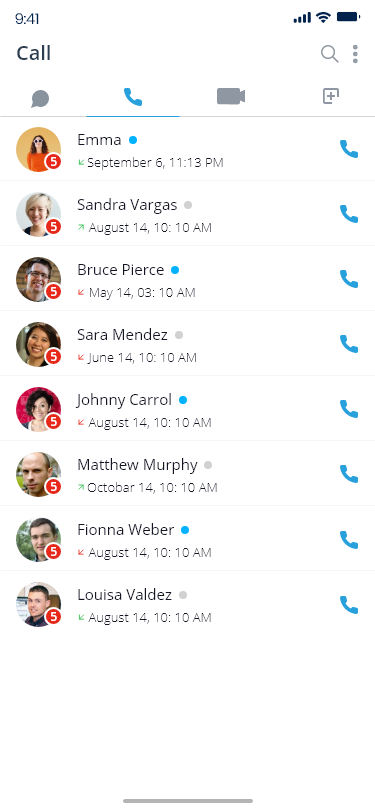 9:41
Call
Emma
5
September 6, 11:13 PM
Sandra Vargas
5
August 14, 10: 10 AM
Bruce Pierce
5
May 14, 03: 10 AM
Sara Mendez
5
June 14, 10: 10 AM
Johnny Carrol
5
August 14, 10: 10 AM
Matthew Murphy
5
Octobar 14, 10: 10 AM
Fionna Weber
5
August 14, 10: 10 AM
Louisa Valdez
5
August 14, 10: 10 AM